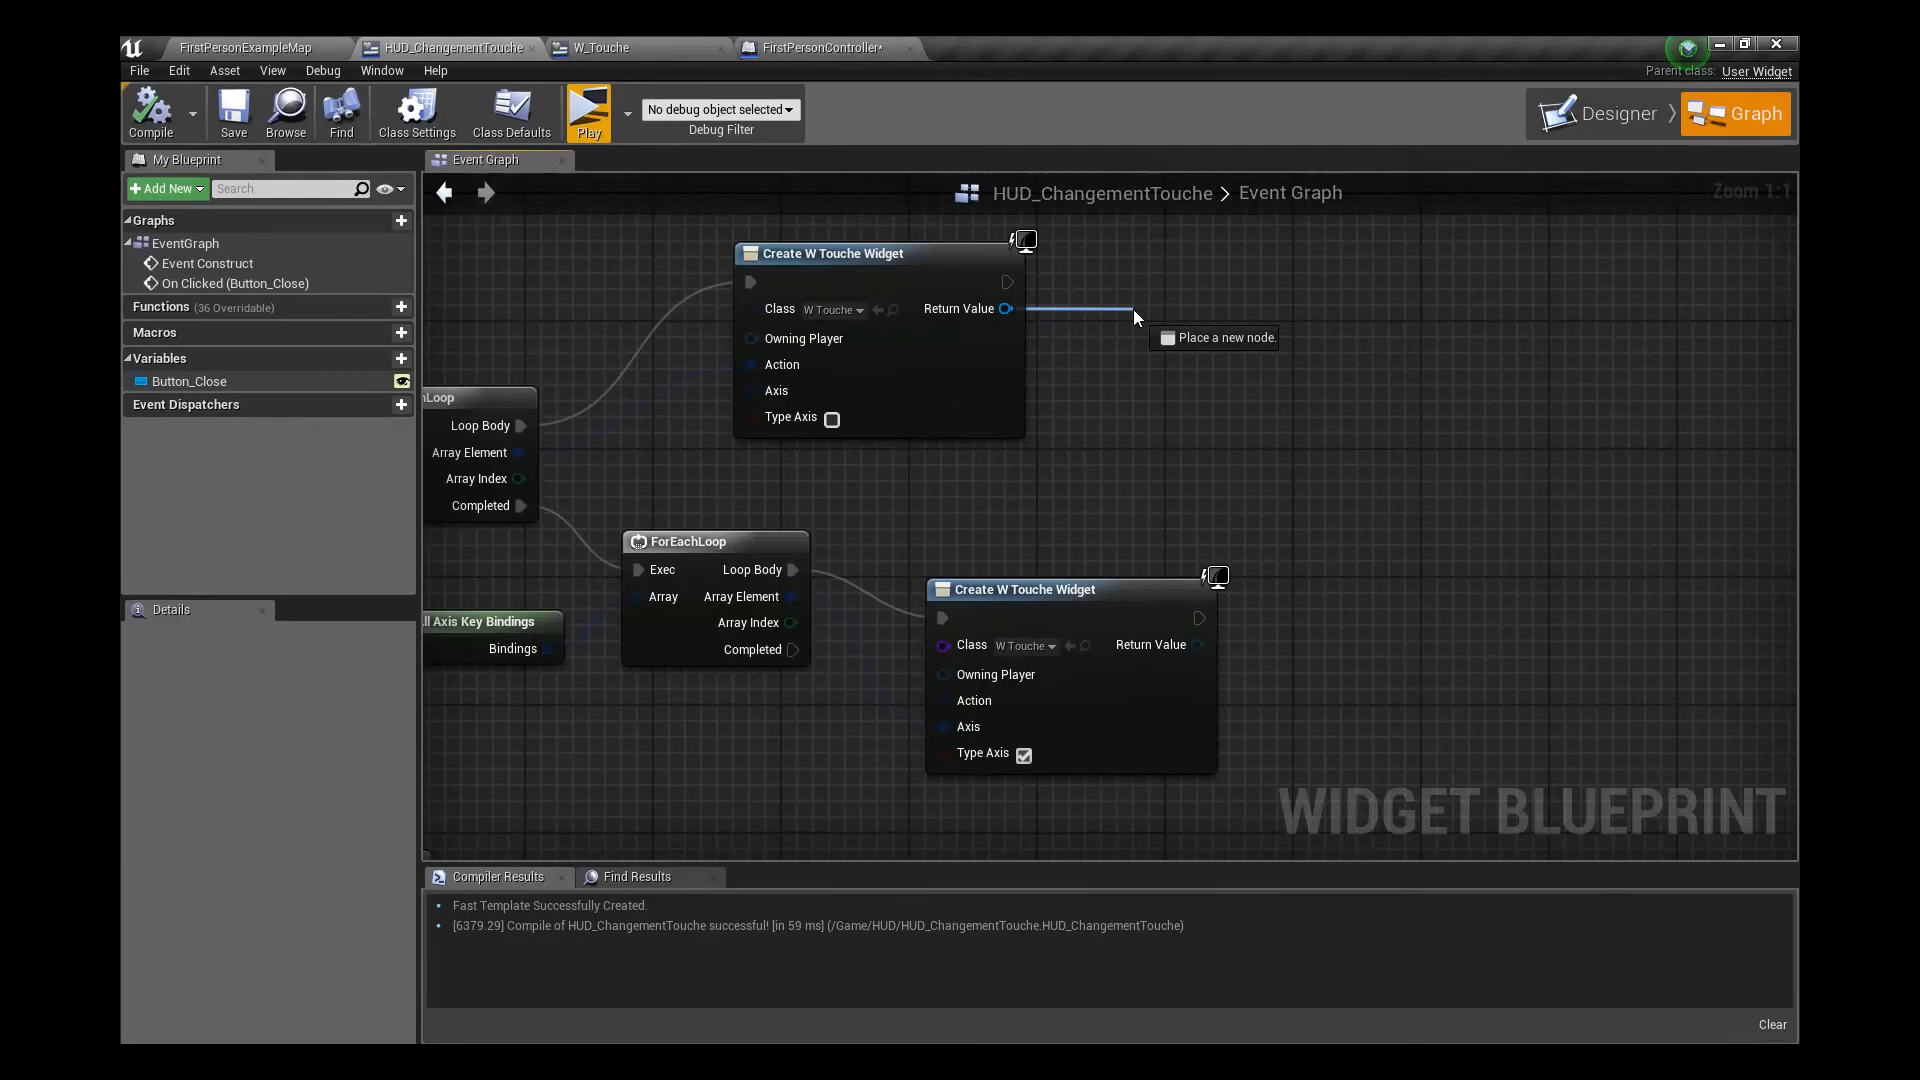 FirstPersonExampleMap
HUD_ChangementTouche
W_Touche
FirstPersonController*
File Edit Asset View Debug Window Help
Parent class: User Widget
Compile
Save
Browse
Find
Class Settings
Class Defaults
Play
No debug object selected
Debug Filter
Designer
Graph
My Blueprint
Event Graph
+ Add New
Search
HUD_ChangementTouche > Event Graph
Zoom 1:1
Graphs
EventGraph
Event Construct
On Clicked (Button_Close)
Functions (36 Overridable)
Macros
Variables
Button_Close
Event Dispatchers
Details
Create W Touche Widget
Class W Touche Return Value
Owning Player
Action
Axis
Type Axis
Place a new node.
hLoop
Loop Body
Array Element
Array Index
Completed
ForEachLoop
Exec Loop Body
Array Array Element
Array Index
Completed
ll Axis Key Bindings
Bindings
Create W Touche Widget
Class W Touche Return Value
Owning Player
Action
Axis
Type Axis
WIDGET BLUEPRINT
Compiler Results
Find Results
• Fast Template Successfully Created.
• [6379.29] Compile of HUD_ChangementTouche successful! [in 59 ms] (/Game/HUD/HUD_ChangementTouche.HUD_ChangementTouche)
Clear